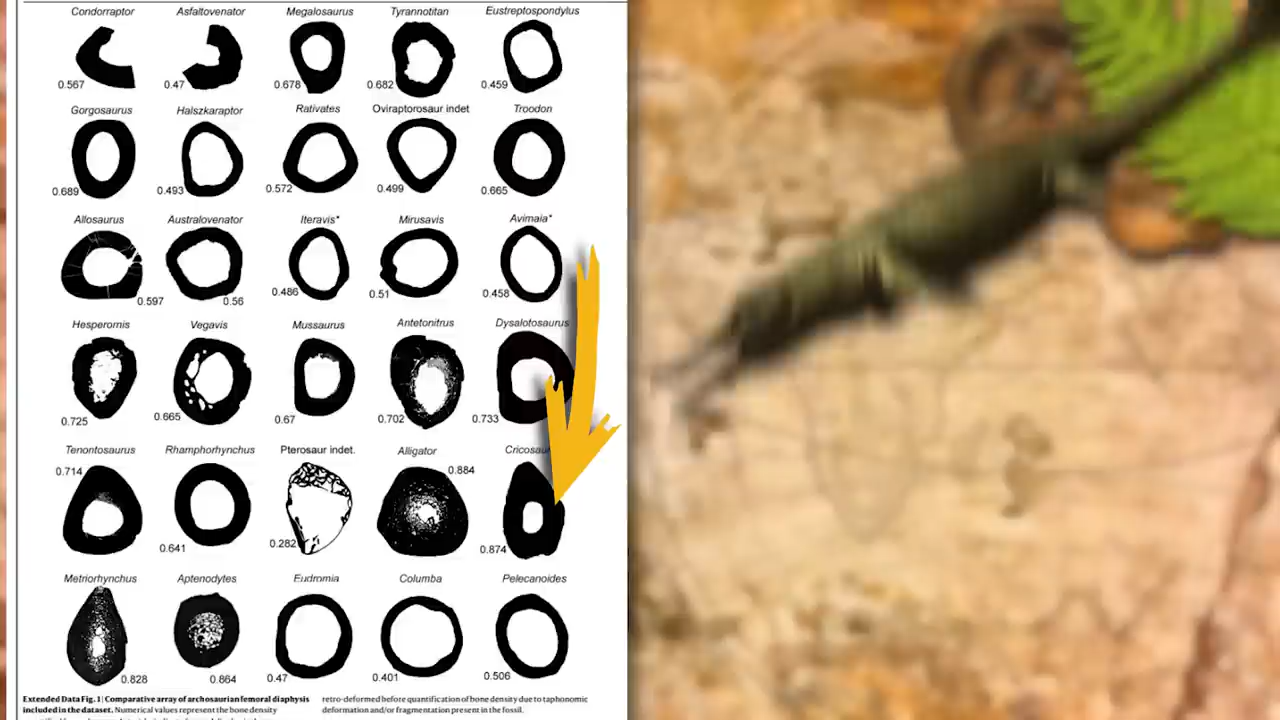 Condorraptor Asfaltovenator Megalosaurus Tyrannotitan Eustreptospondylus
0.567 0.47 0.678 0.682 0.459
Gorgosaurus Halszkaraptor Rativates Oviraptorosaur indet Troodon
0.689 0.493 0.572 0.499 0.665
Allosaurus Australovenator Iteravis* Mirusavis Avimaia*
0.597 0.56 0.486 0.51 0.458
Hesperornis Vegavis Mussaurus Antetonitrus Dysalotosaurus
0.725 0.665 0.67 0.702 0.733
Tenontosaurus Rhamphorhynchus Pterosaur indet. Alligator Cricosau
0.714 0.641 0.282 0.884 0.874
Metriorhynchus Aptenodytes Eudromia Columba Pelecanoides
0.828 0.864 0.47 0.401 0.506
Extended Data Fig. 1 | Comparative array of archosaurian femoral diaphysis
included in the dataset. Numerical values represent the bone density
retro-deformed before quantification of bone density due to taphonomic
deformation and/or fragmentation present in the fossil.